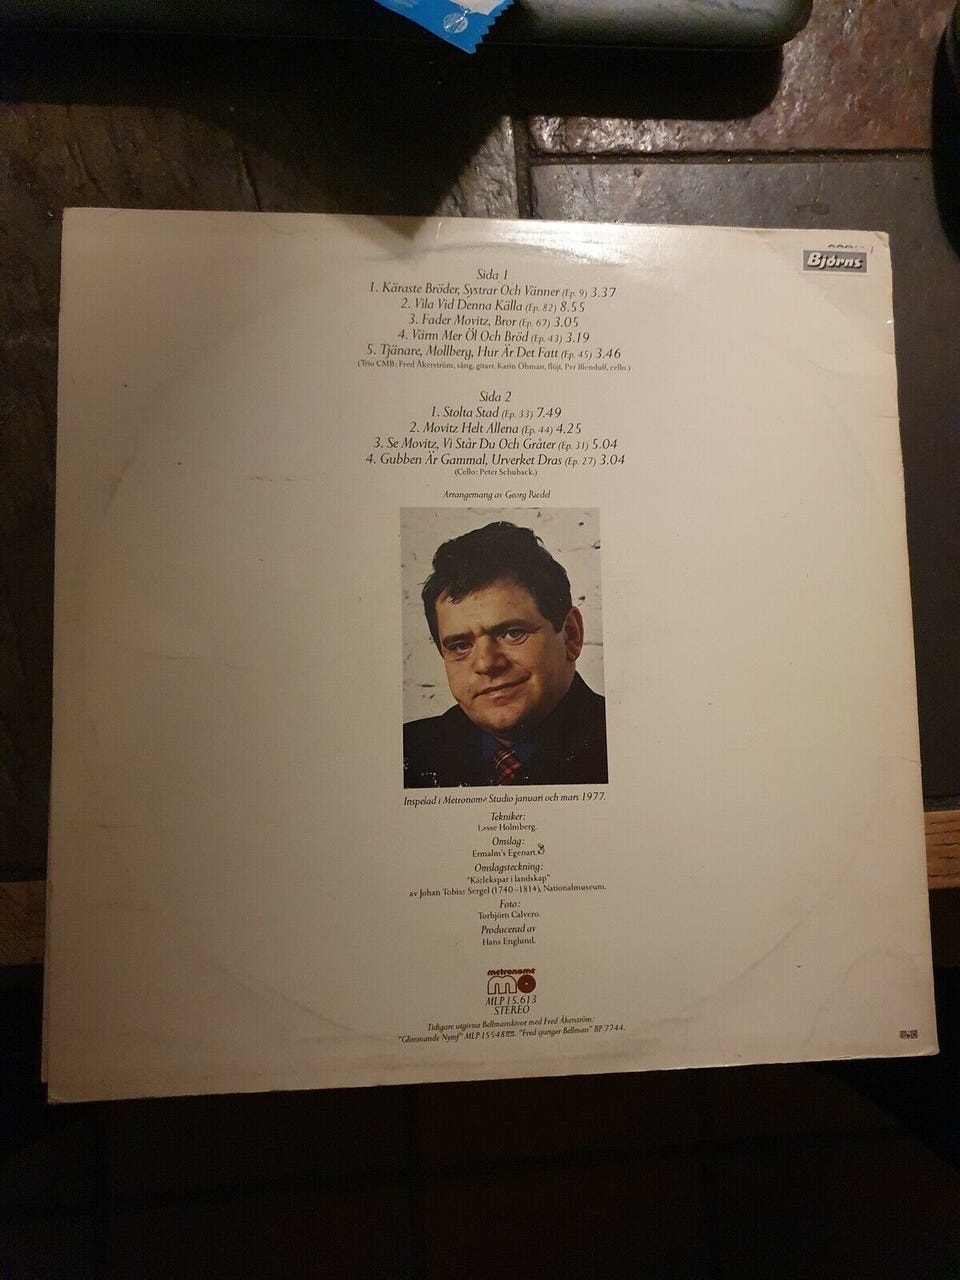 Björns
Sida 1
1. Käraste Bröder, Systrar Och Vänner (Ep. 9) 3.37
2. Vila Vid Denna Källa (Ep. 82) 8.55
3. Fader Movitz, Bror (Ep. 67) 3.05
4. Värm Mer Öl Och Bröd (Ep. 43) 3.19
5. Tjänare, Mollberg, Hur Är Det Fatt (Ep. 45) 3.46
(Trio CMB: Fred Åkerström, sång, gitarr. Karin Öhman, flöjt. Per Blendulf, cello.)
Sida 2
1. Stolta Stad (Ep. 33) 7.49
2. Movitz Helt Allena (Ep. 44) 4.25
3. Se Movitz, Vi Står Du Och Gråter (Ep. 31) 5.04
4. Gubben Är Gammal, Urverket Dras (Ep. 27) 3.04
(Cello: Peter Schuback.)
Arrangemang av Georg Riedel
Inspelad i Metronome Studio januari och mars 1977.
Tekniker:
Lasse Holmberg.
Omslag:
Ermalm's Egenart.
Omslagsteckning:
"Kärlekspar i landskap"
av Johan Tobias Sergel (1740–1814), Nationalmuseum.
Foto:
Torbjörn Calvero.
Producerad av
Hans Englund.
metronome
MLP 15.613
STEREO
Tidigare utgivna Bellmanskivor med Fred Åkerström:
"Glimmande Nymf" MLP 15548. "Fred sjunger Bellman" BP 7744.